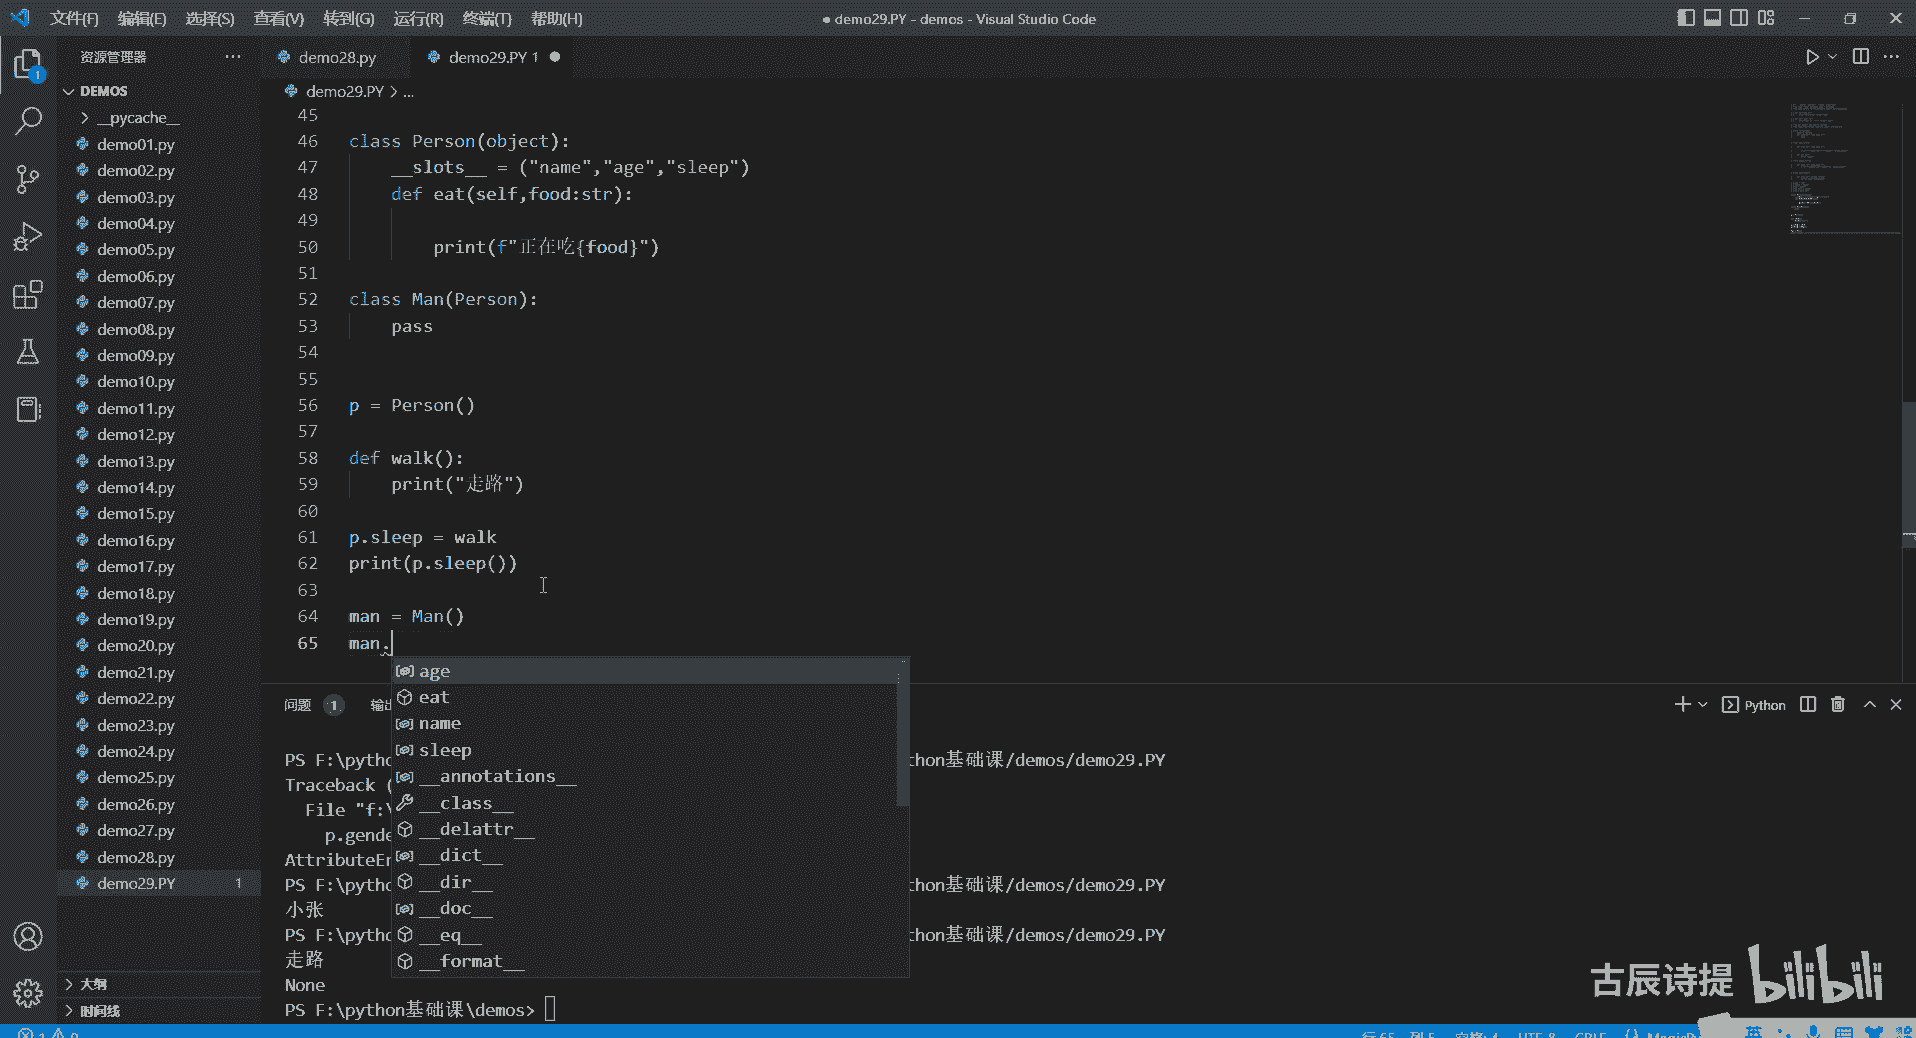 文件(F) 编辑(E) 选择(S) 查看(V) 转到(G) 运行(R) 终端(T) 帮助(H) ● demo29.PY - demos - Visual Studio Code
资源管理器 ··· demo28.py demo29.PY 1 ●
1
DEMOS
demo29.PY > ...
__pycache__
demo01.py
demo02.py
demo03.py
demo04.py
demo05.py
demo06.py
demo07.py
demo08.py
demo09.py
demo10.py
demo11.py
demo12.py
demo13.py
demo14.py
demo15.py
demo16.py
demo17.py
demo18.py
demo19.py
demo20.py
demo21.py
demo22.py
demo23.py
demo24.py
demo25.py
demo26.py
demo27.py
demo28.py
demo29.PY 1
大纲
时间线
45
46 class Person(object):
47 __slots__ = ("name","age","sleep")
48 def eat(self,food:str):
49
50 print(f"正在吃{food}")
51
52 class Man(Person):
53 pass
54
55
56 p = Person()
57
58 def walk():
59 print("走路")
60
61 p.sleep = walk
62 print(p.sleep())
63
64 man = Man()
65 man.
age
eat
name
sleep
__annotations__
__class__
__delattr__
__dict__
__dir__
__doc__
__eq__
__format__
问题 1 输出 Python
PS F:\pytho thon基础课/demos/demo29.PY
Traceback (
File "f:\
p.gende
AttributeEr
PS F:\pytho thon基础课/demos/demo29.PY
小张
PS F:\pytho thon基础课/demos/demo29.PY
走路
None
PS F:\python基础课\demos>
古辰诗提 bilibili
英